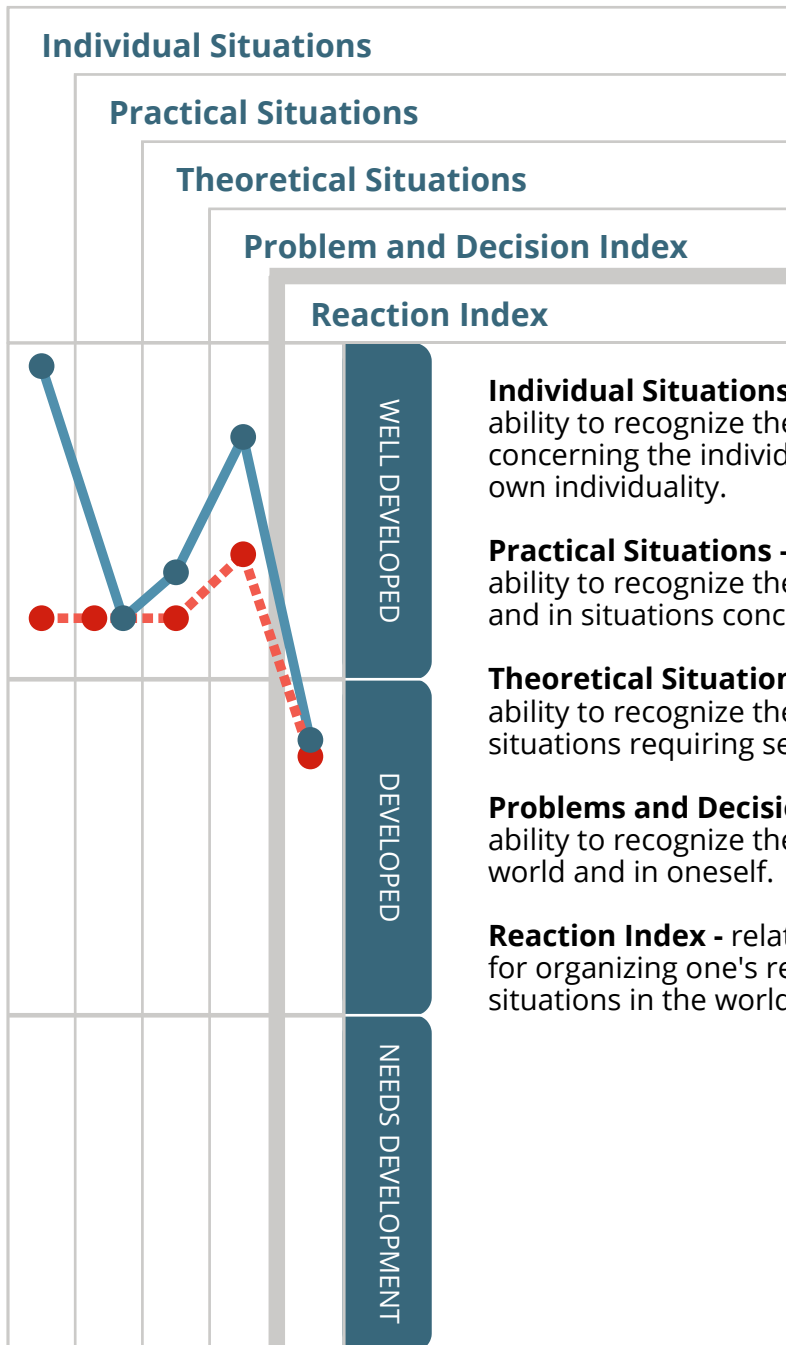 Individual Situations
Practical Situations
Theoretical Situations
Problem and Decision Index
Reaction Index
WELL DEVELOPED
DEVELOPED
NEEDS DEVELOPMENT
Individual Situations
ability to recognize the
concerning the individ
own individuality.
Practical Situations -
ability to recognize the
and in situations conc
Theoretical Situation
ability to recognize the
situations requiring se
Problems and Decisi
ability to recognize the
world and in oneself.
Reaction Index - relat
for organizing one's re
situations in the world